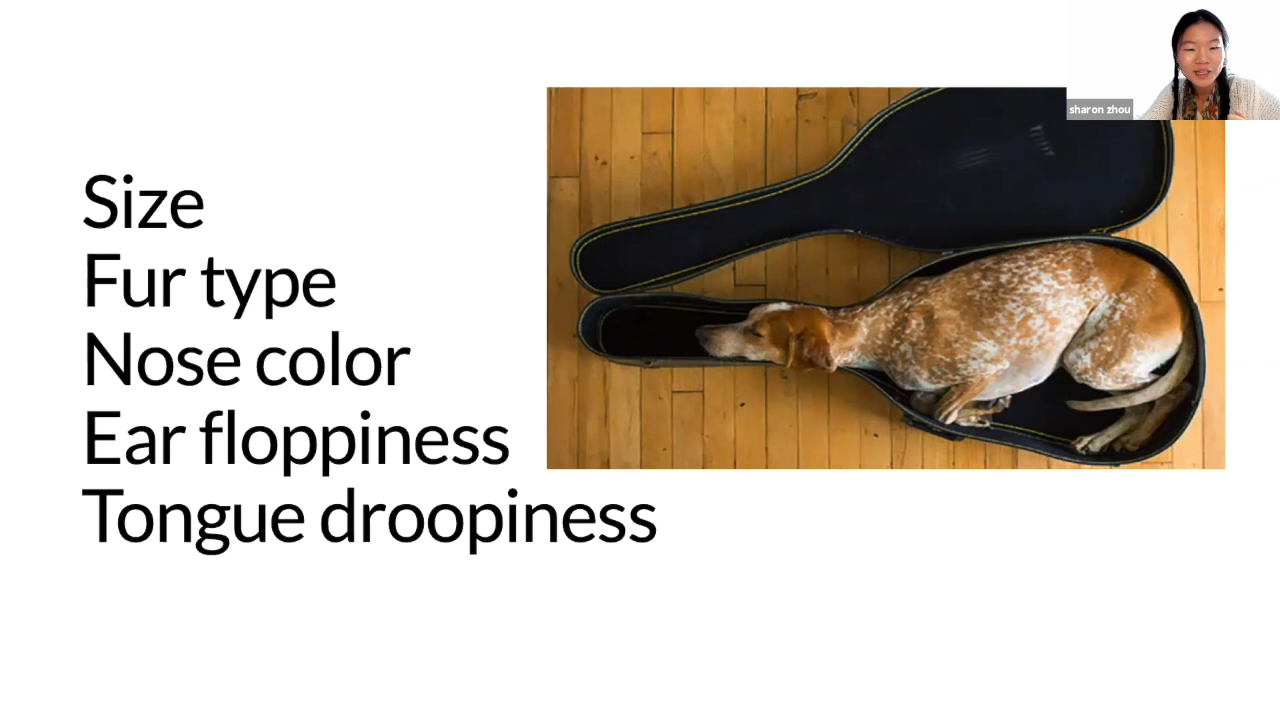 Size
Fur type
Nose color
Ear floppiness
Tongue droopiness
sharon zhou